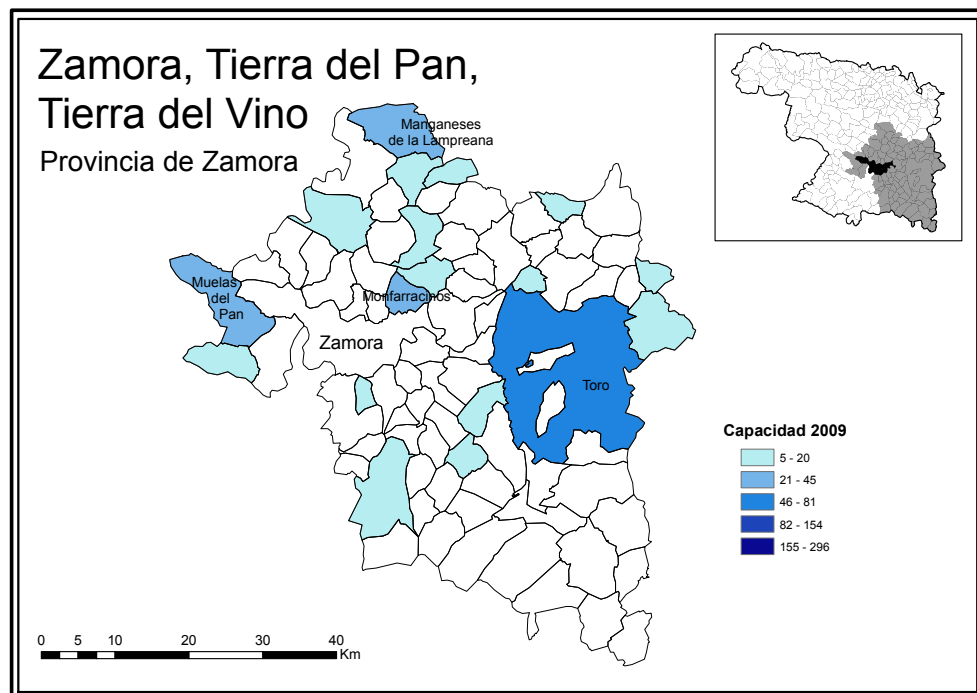 Zamora, Tierra del Pan,
Tierra del Vino
Provincia de Zamora
Manganeses
de la Lampreana
Muelas
del
Pan
Monfarracinos
Zamora
Toro
Capacidad 2009
5 - 20
21 - 45
46 - 81
82 - 154
155 - 296
0 5 10 20 30 40
Km